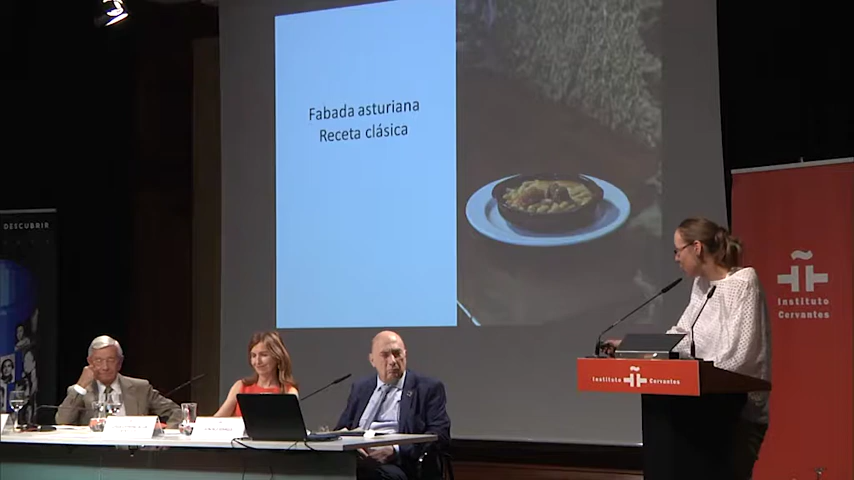 Fabada asturiana
Receta clásica
DESCUBRIR
Instituto
Cervantes
Instituto Cervantes